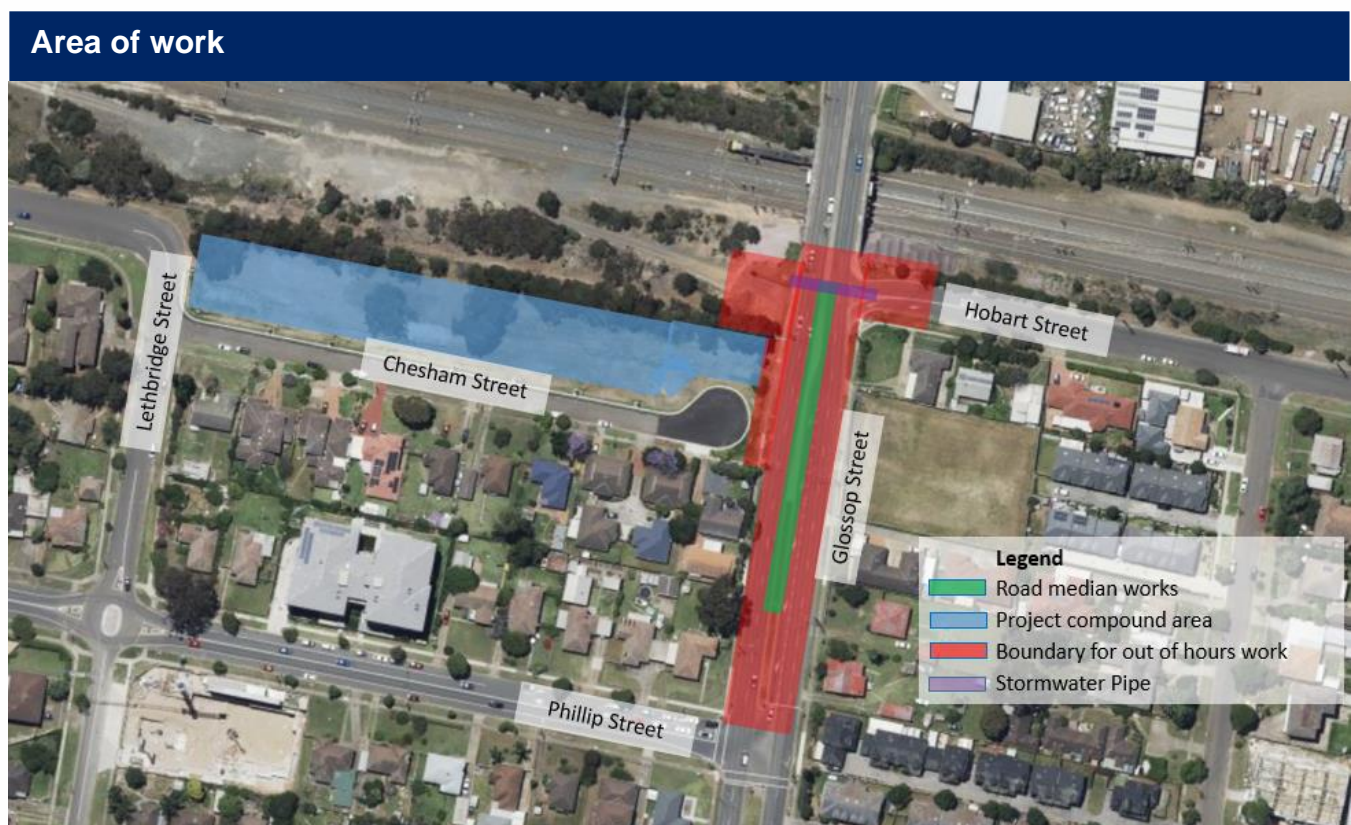 Area of work
Lethbridge Street
Chesham Street
Hobart Street
Glossop Street
Phillip Street
Legend
Road median works
Project compound area
Boundary for out of hours work
Stormwater Pipe